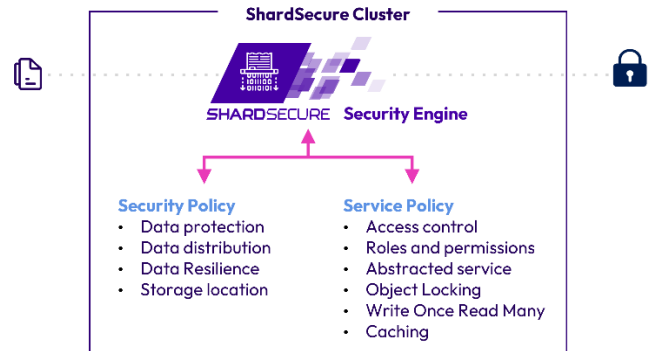 ShardSecure Cluster
SHARDSECURE Security Engine
Security Policy
• Data protection
• Data distribution
• Data Resilience
• Storage location
Service Policy
• Access control
• Roles and permissions
• Abstracted service
• Object Locking
• Write Once Read Many
• Caching